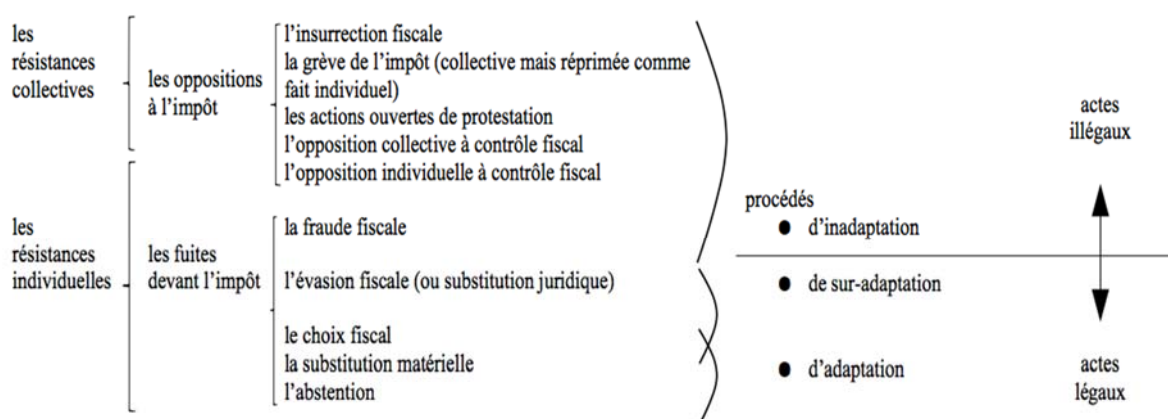 les
résistances
collectives
les oppositions
à l'impôt
l'insurrection fiscale
la grève de l'impôt (collective mais réprimée comme
fait individuel)
les actions ouvertes de protestation
l'opposition collective à contrôle fiscal
l'opposition individuelle à contrôle fiscal
les
résistances
individuelles
les fuites
devant l'impôt
la fraude fiscale
l'évasion fiscale (ou substitution juridique)
le choix fiscal
la substitution matérielle
l'abstention
procédés
● d'inadaptation
● de sur-adaptation
● d'adaptation
actes
illégaux
actes
légaux